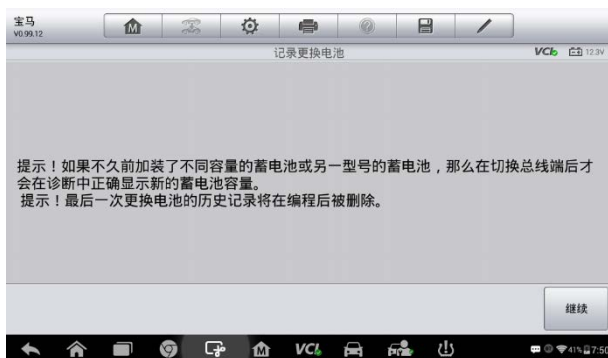 宝马
V0.99.12
记录更换电池
VCI
12.3V
提示！如果不久前加装了不同容量的蓄电池或另一型号的蓄电池，那么在切换总线端后才
会在诊断中正确显示新的蓄电池容量。
提示！最后一次更换电池的历史记录将在编程后被删除。
继续
VCI
41%
7:50